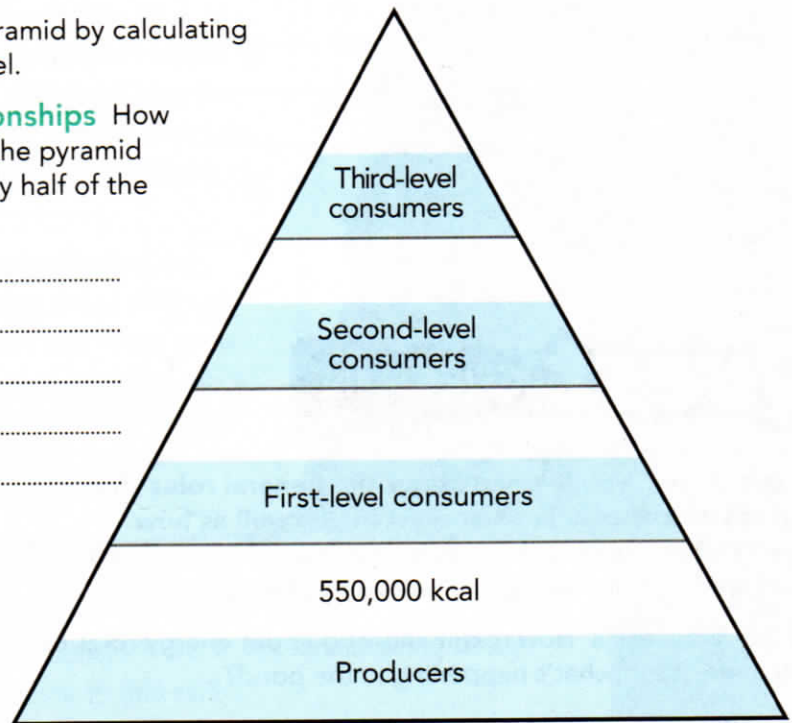 ramid by calculating
el.
onships How
he pyramid
y half of the
Third-level
consumers
Second-level
consumers
First-level consumers
550,000 kcal
Producers